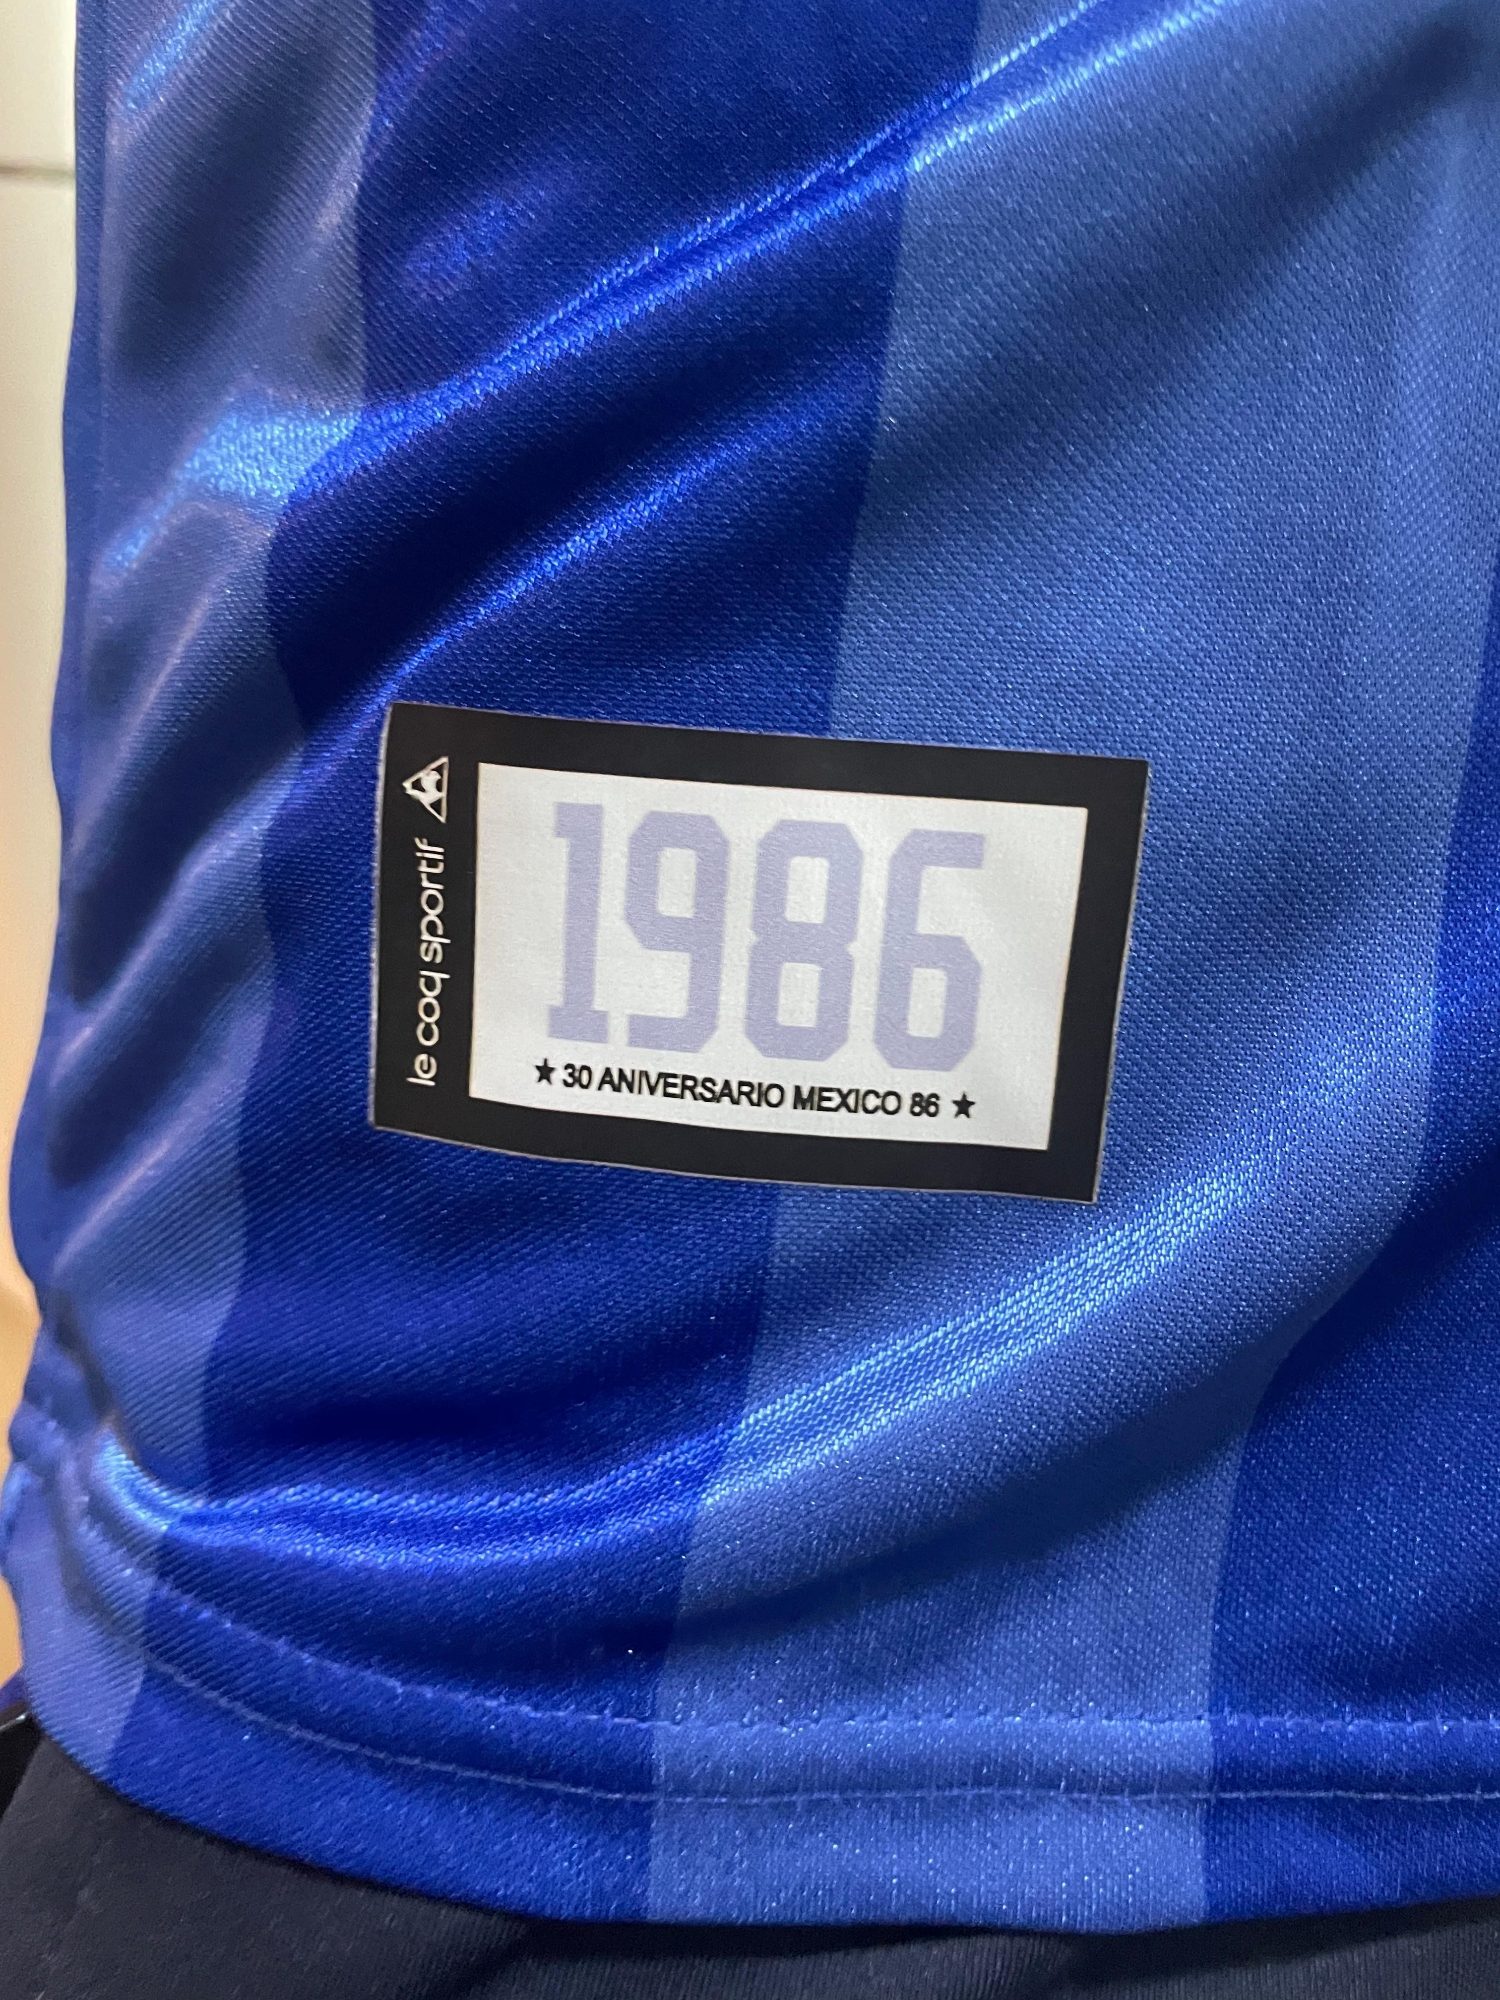 le coq sportif
1986
★ 30 ANIVERSARIO MEXICO 86 ★